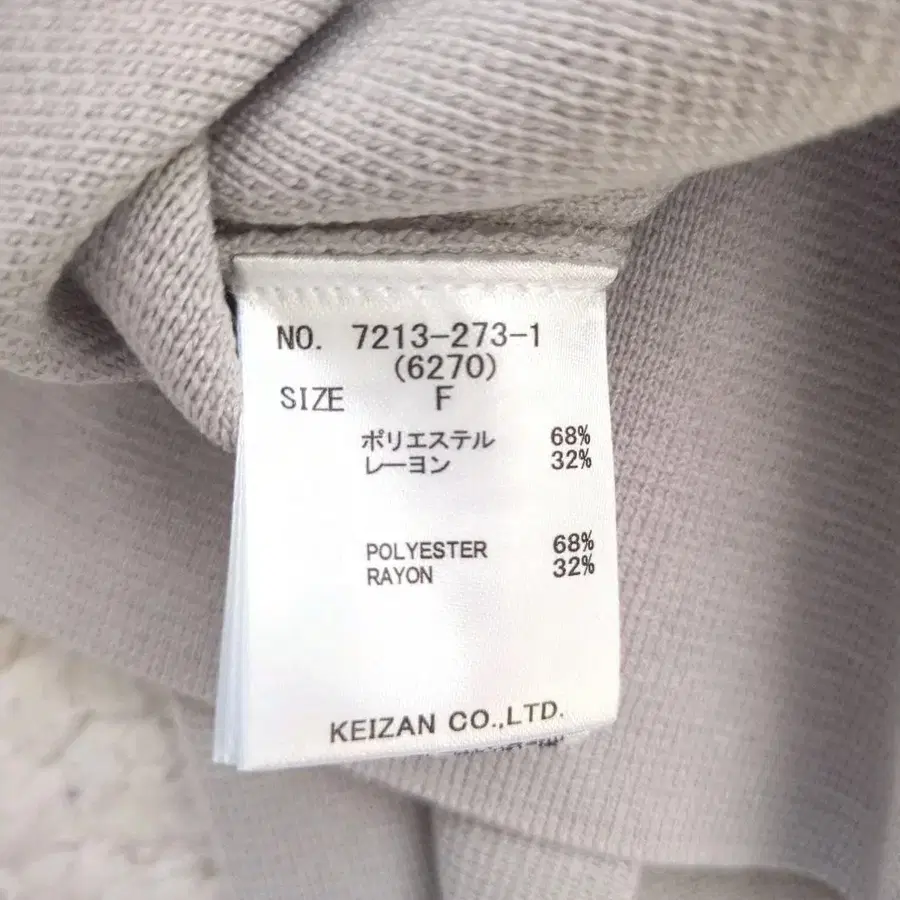 NO. 7213-273-1
(6270)
SIZE F
ポリエステル 68%
レーヨン 32%
POLYESTER 68%
RAYON 32%
KEIZAN CO.,LTD.